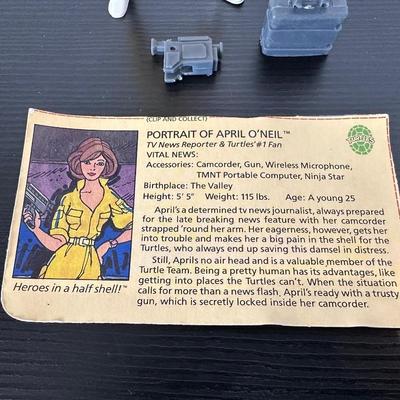 (CLIP AND COLLECT)
PORTRAIT OF APRIL O'NEIL™
TV News Reporter & Turtles' #1 Fan
VITAL NEWS:
Accessories: Camcorder, Gun, Wireless Microphone,
TMNT Portable Computer, Ninja Star
Birthplace: The Valley
Height: 5' 5" Weight: 115 lbs. Age: A young 25
April's a determined tv news journalist, always prepared
for the late breaking news feature with her camcorder
strapped 'round her arm. Her eagerness, however, gets her
into trouble and makes her a big pain in the shell for the
Turtles, who always end up saving this damsel in distress.
Still, Aprils no air head and is a valuable member of the
Turtle Team. Being a pretty human has its advantages, like
getting into places the Turtles can't. When the situation
calls for more than a news flash, April's ready with a trusty
gun, which is secretly locked inside her camcorder.
Heroes in a half shell!™